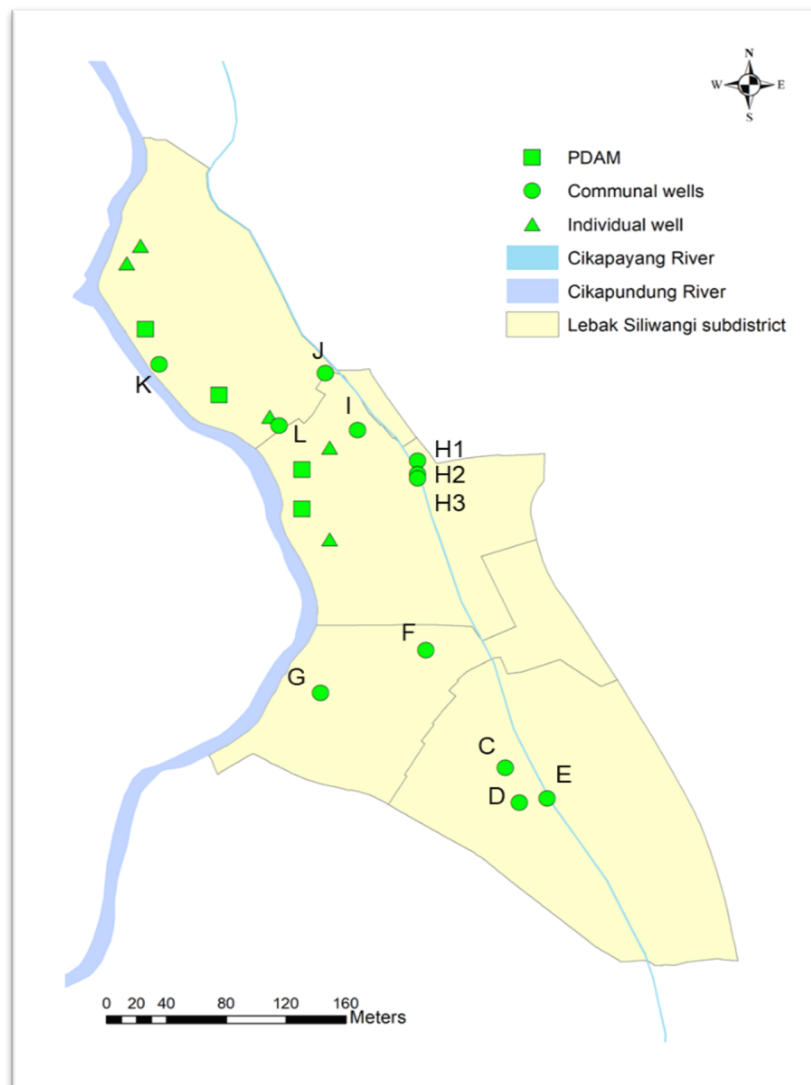 N
W E
S
PDAM
Communal wells
Individual well
Cikapayang River
Cikapundung River
Lebak Siliwangi subdistrict
J
K
I
L
H1
H2
H3
F
G
C
E
D
0 20 40 80 120 160
Meters